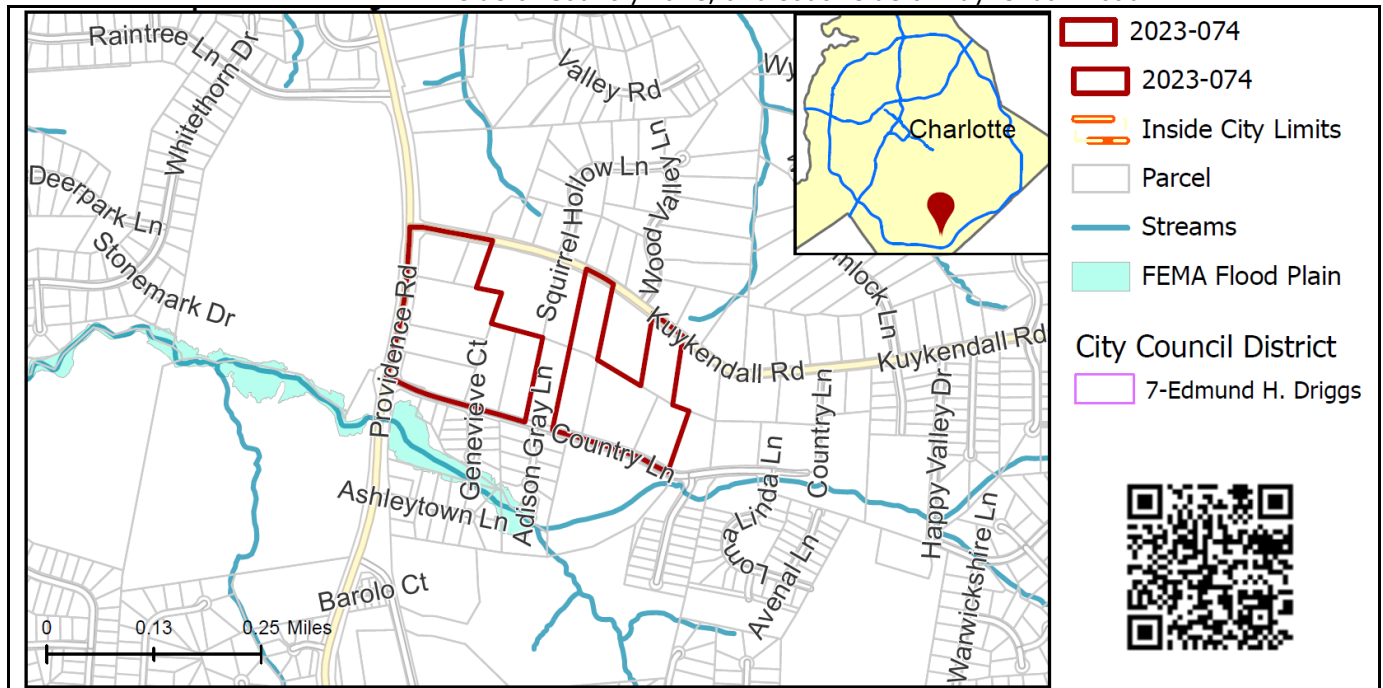 Raintree Ln
Whitethorn Dr
Valley Rd
Wy
Deerpark Ln
Stonemark Dr
Squirrel Hollow Ln
Wood Valley Ln
Charlotte
Providence Rd
Genevieve Ct
Adison Gray Ln
Country Ln
Kuykendall Rd
Kuykendall Rd
mlock Ln
Country Ln
Happy Valley Dr
Linda Ln
Loma
Avenal Ln
Warwickshire Ln
Ashleytown Ln
Barolo Ct
0
0.13
0.25 Miles
2023-074
2023-074
Inside City Limits
Parcel
Streams
FEMA Flood Plain
City Council District
7-Edmund H. Driggs